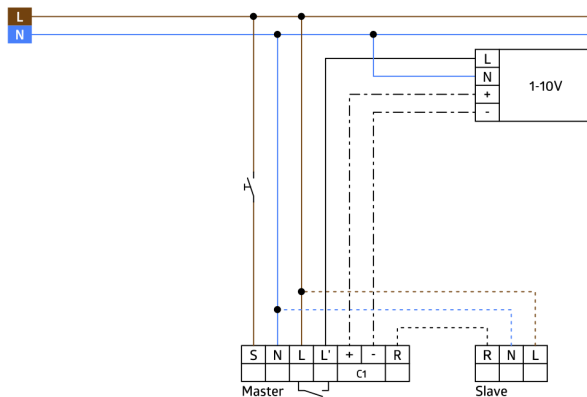 L
N
L
N
+
-
1-10V
S N L L' + - R
C1
Master
R N L
Slave